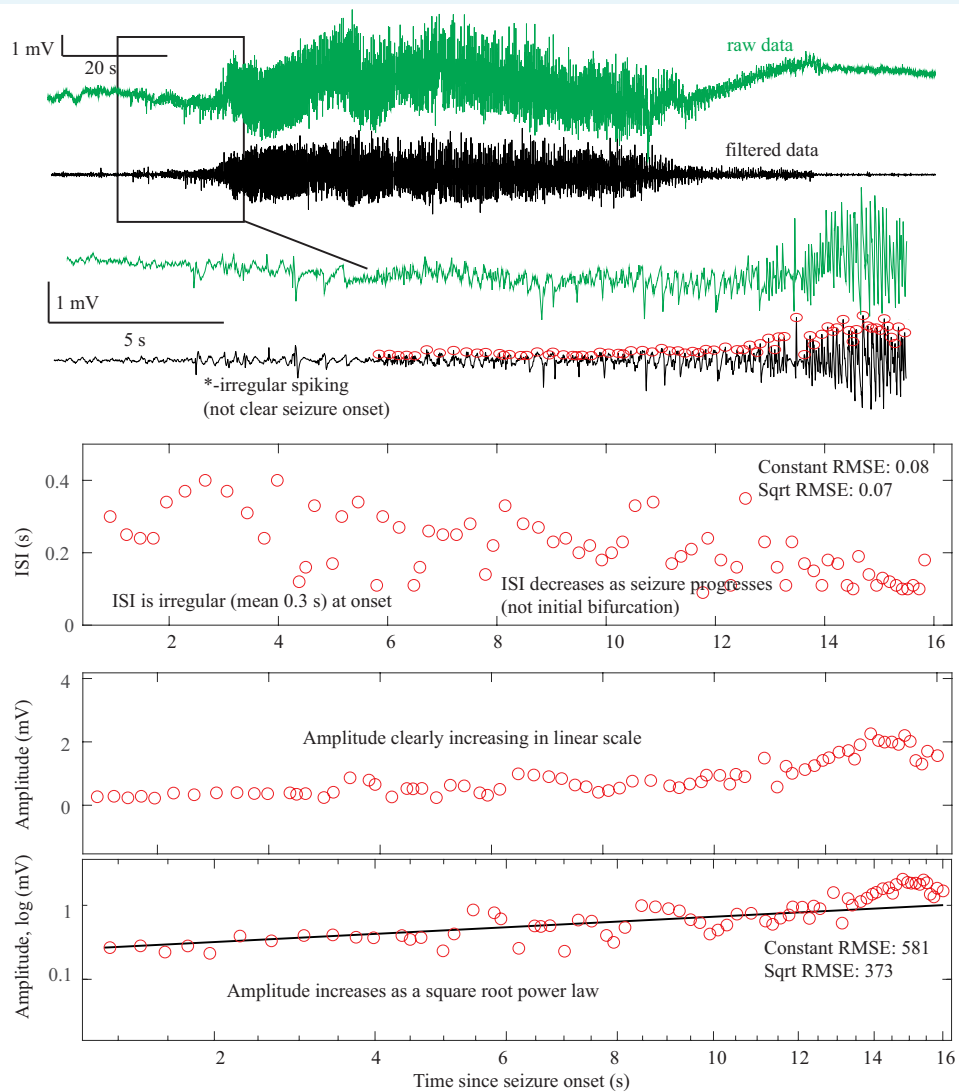 1 mV
20 s
raw data
filtered data
1 mV
5 s
*-irregular spiking
(not clear seizure onset)
0.4
0.2
0
ISI (s)
Constant RMSE: 0.08
Sqrt RMSE: 0.07
ISI is irregular (mean 0.3 s) at onset
ISI decreases as seizure progresses
(not initial bifurcation)
2 4 6 8 10 12 14 16
4
2
0
Amplitude (mV)
Amplitude clearly increasing in linear scale
Amplitude, log (mV)
1
0.1
Constant RMSE: 581
Sqrt RMSE: 373
Amplitude increases as a square root power law
2 4 6 8 10 12 14 16
Time since seizure onset (s)